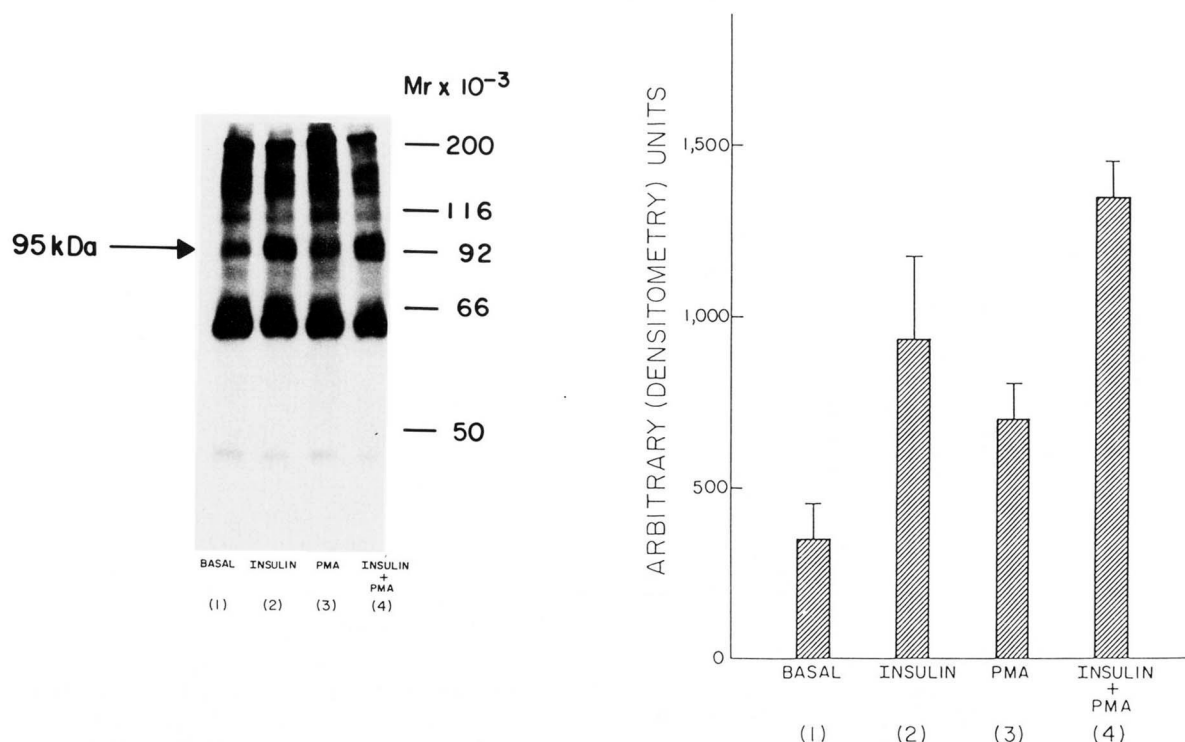 Mr x 10⁻³
200
116
95 kDa
92
66
50
BASAL INSULIN PMA INSULIN
+
PMA
(1) (2) (3) (4)
ARBITRARY (DENSITOMETRY) UNITS
1,500
1,000
500
0
BASAL INSULIN PMA INSULIN
+
PMA
(1) (2) (3) (4)